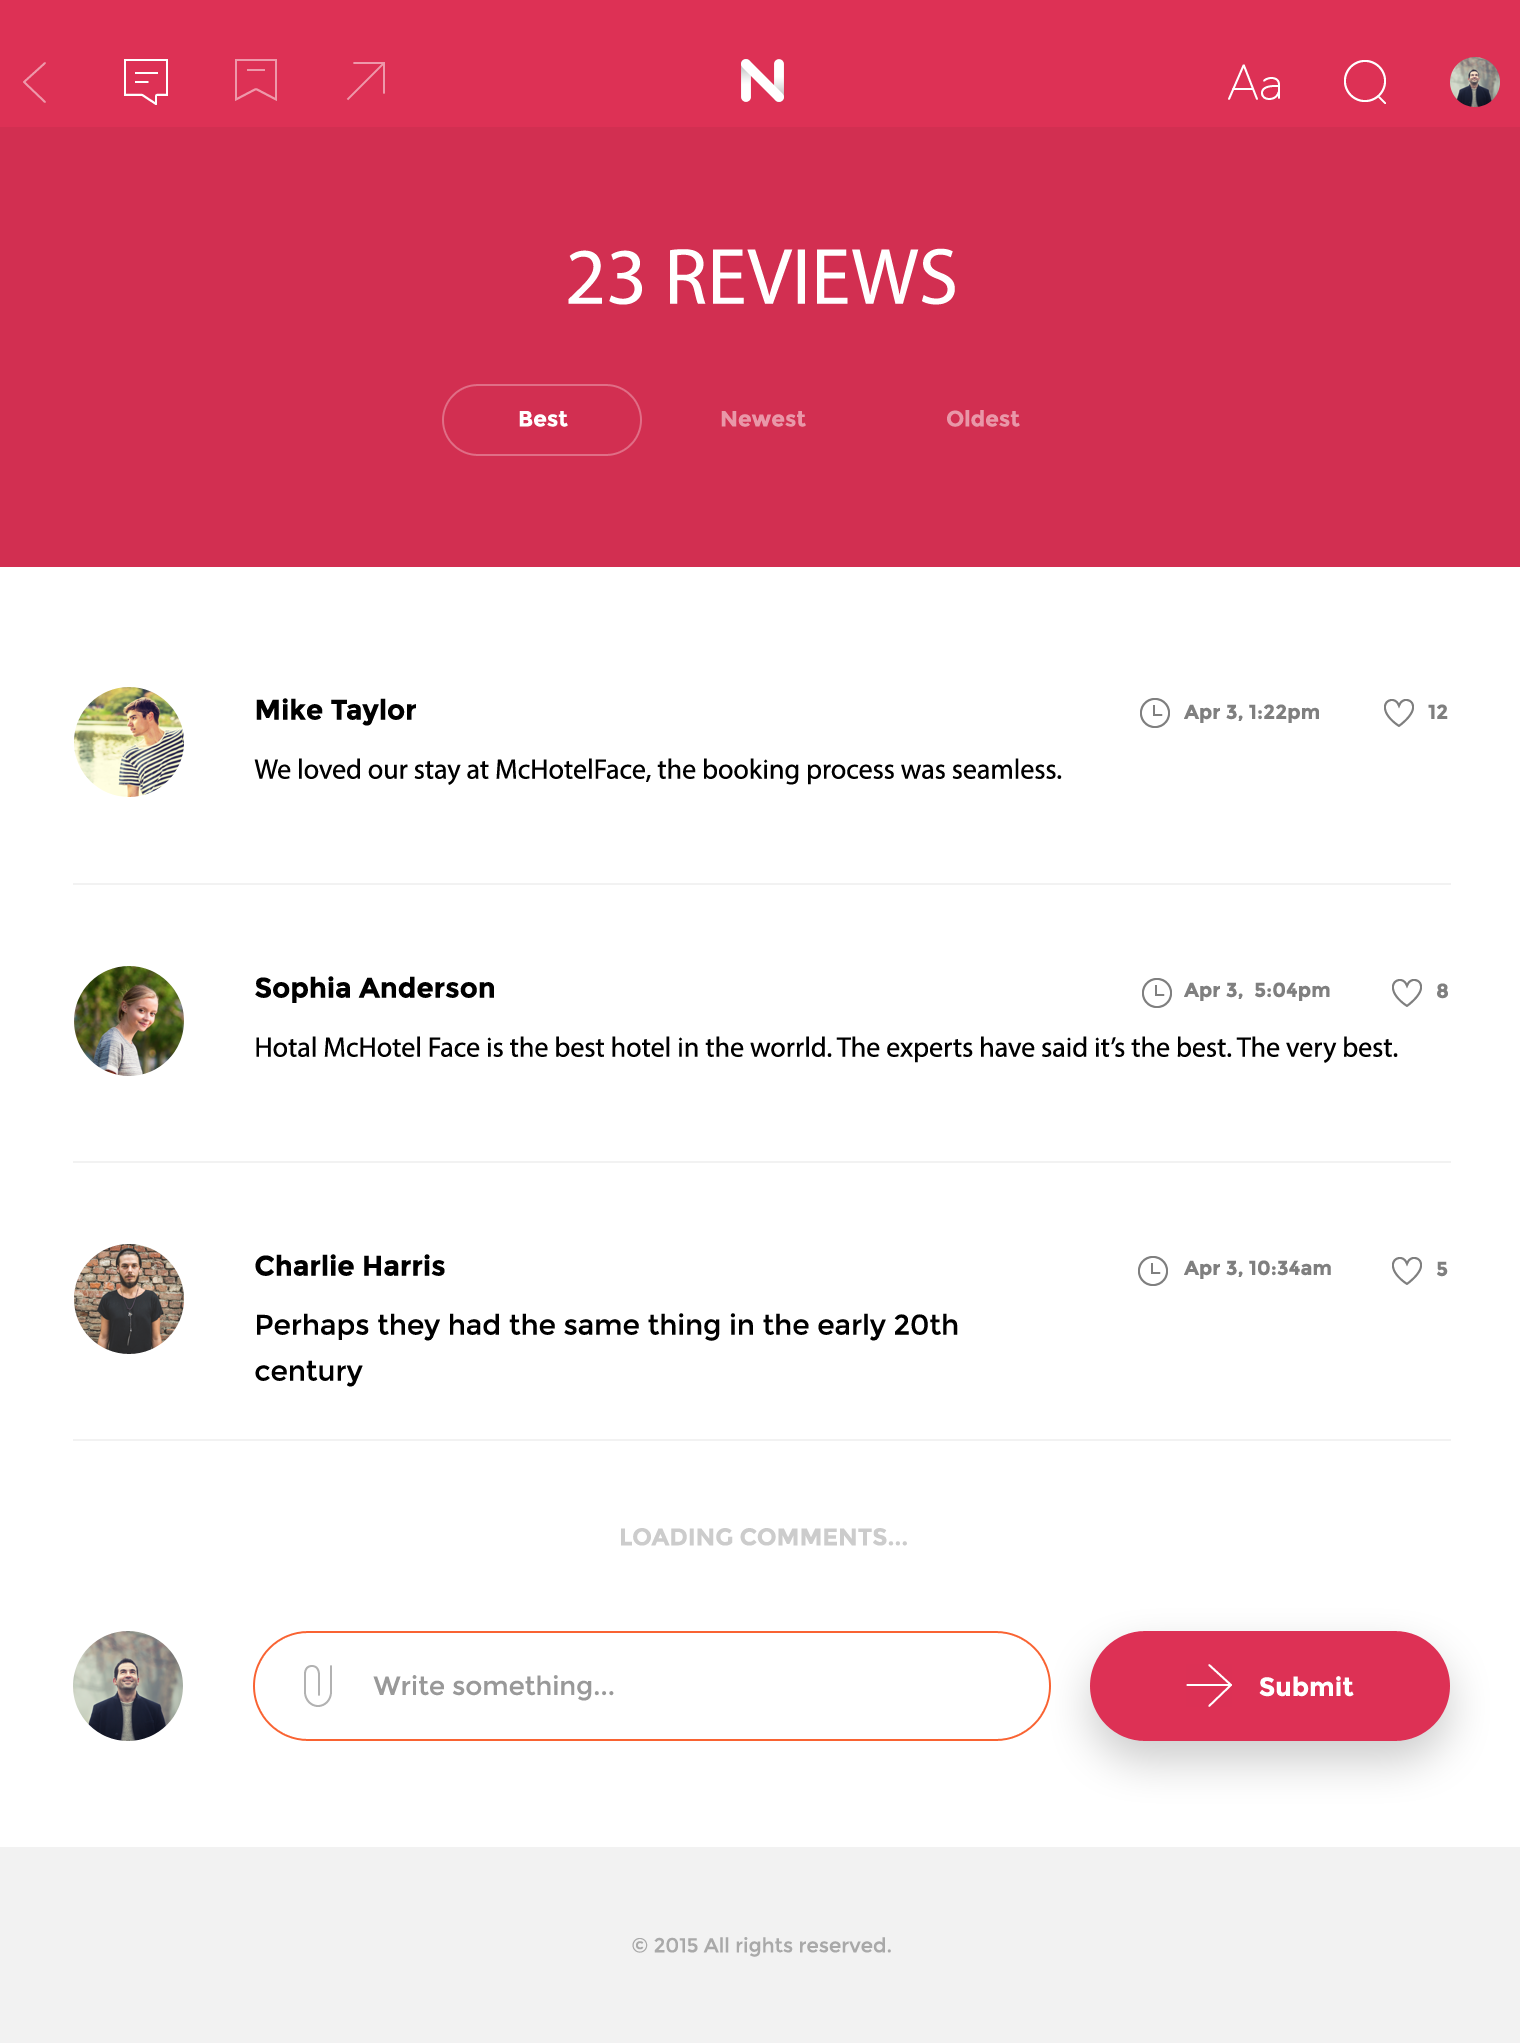 N
Aa
23 REVIEWS
Best
Newest
Oldest
Mike Taylor
Apr 3, 1:22pm
12
We loved our stay at McHotelFace, the booking process was seamless.
Sophia Anderson
Apr 3,  5:04pm
8
Hotal McHotel Face is the best hotel in the worrld. The experts have said it’s the best. The very best.
Charlie Harris
Apr 3, 10:34am
5
Perhaps they had the same thing in the early 20th
century
LOADING COMMENTS...
Write something...
Submit
© 2015 All rights reserved.